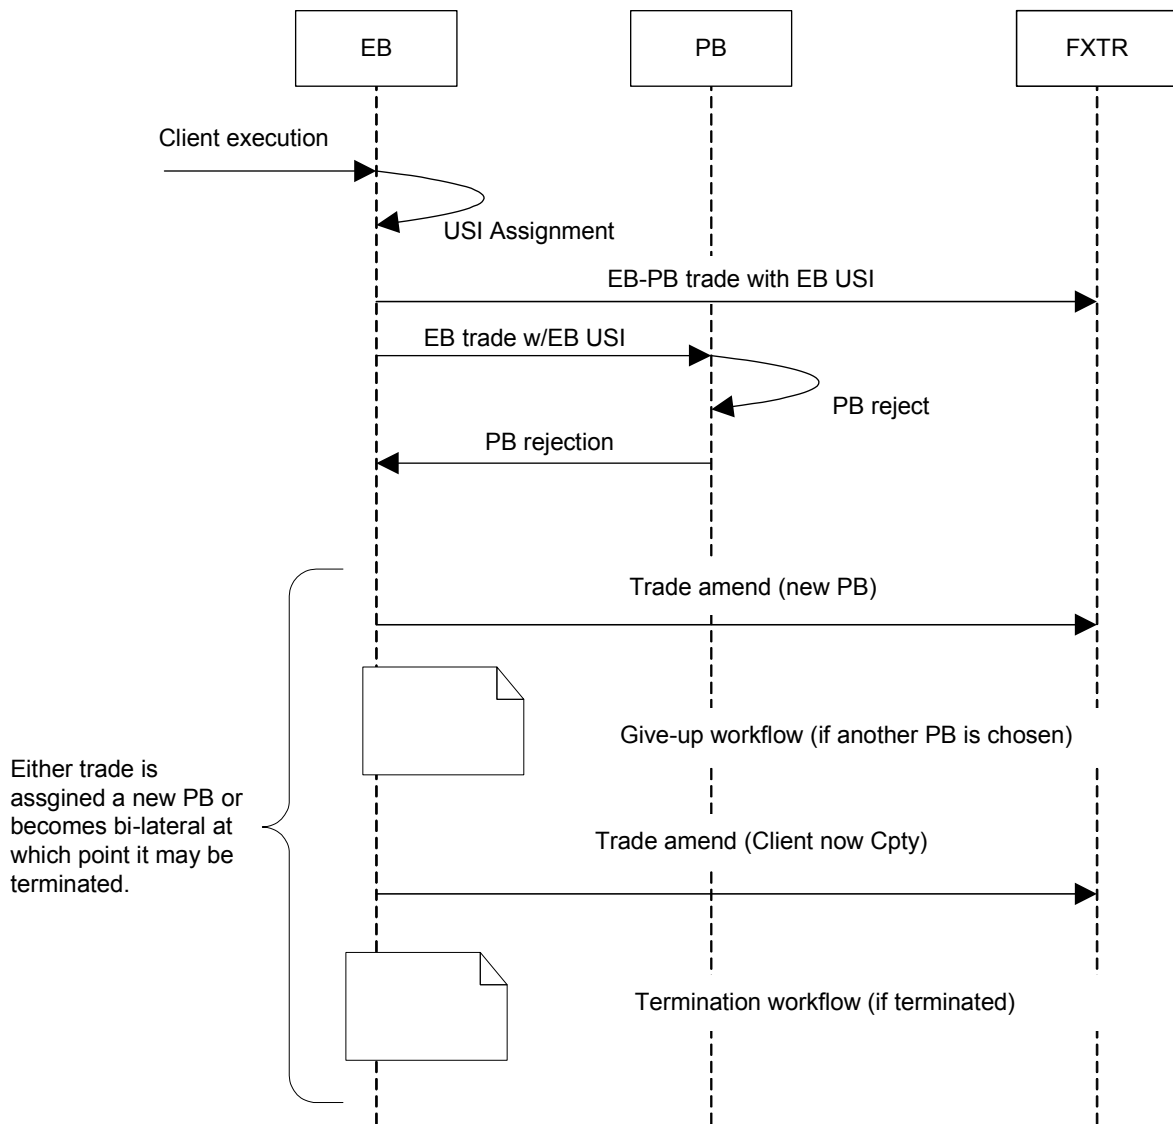 EB
PB
FXTR
Client execution
USI Assignment
EB-PB trade with EB USI
EB trade w/EB USI
PB reject
PB rejection
Trade amend (new PB)
Give-up workflow (if another PB is chosen)
Either trade is
assgined a new PB or
becomes bi-lateral at
which point it may be
terminated.
Trade amend (Client now Cpty)
Termination workflow (if terminated)